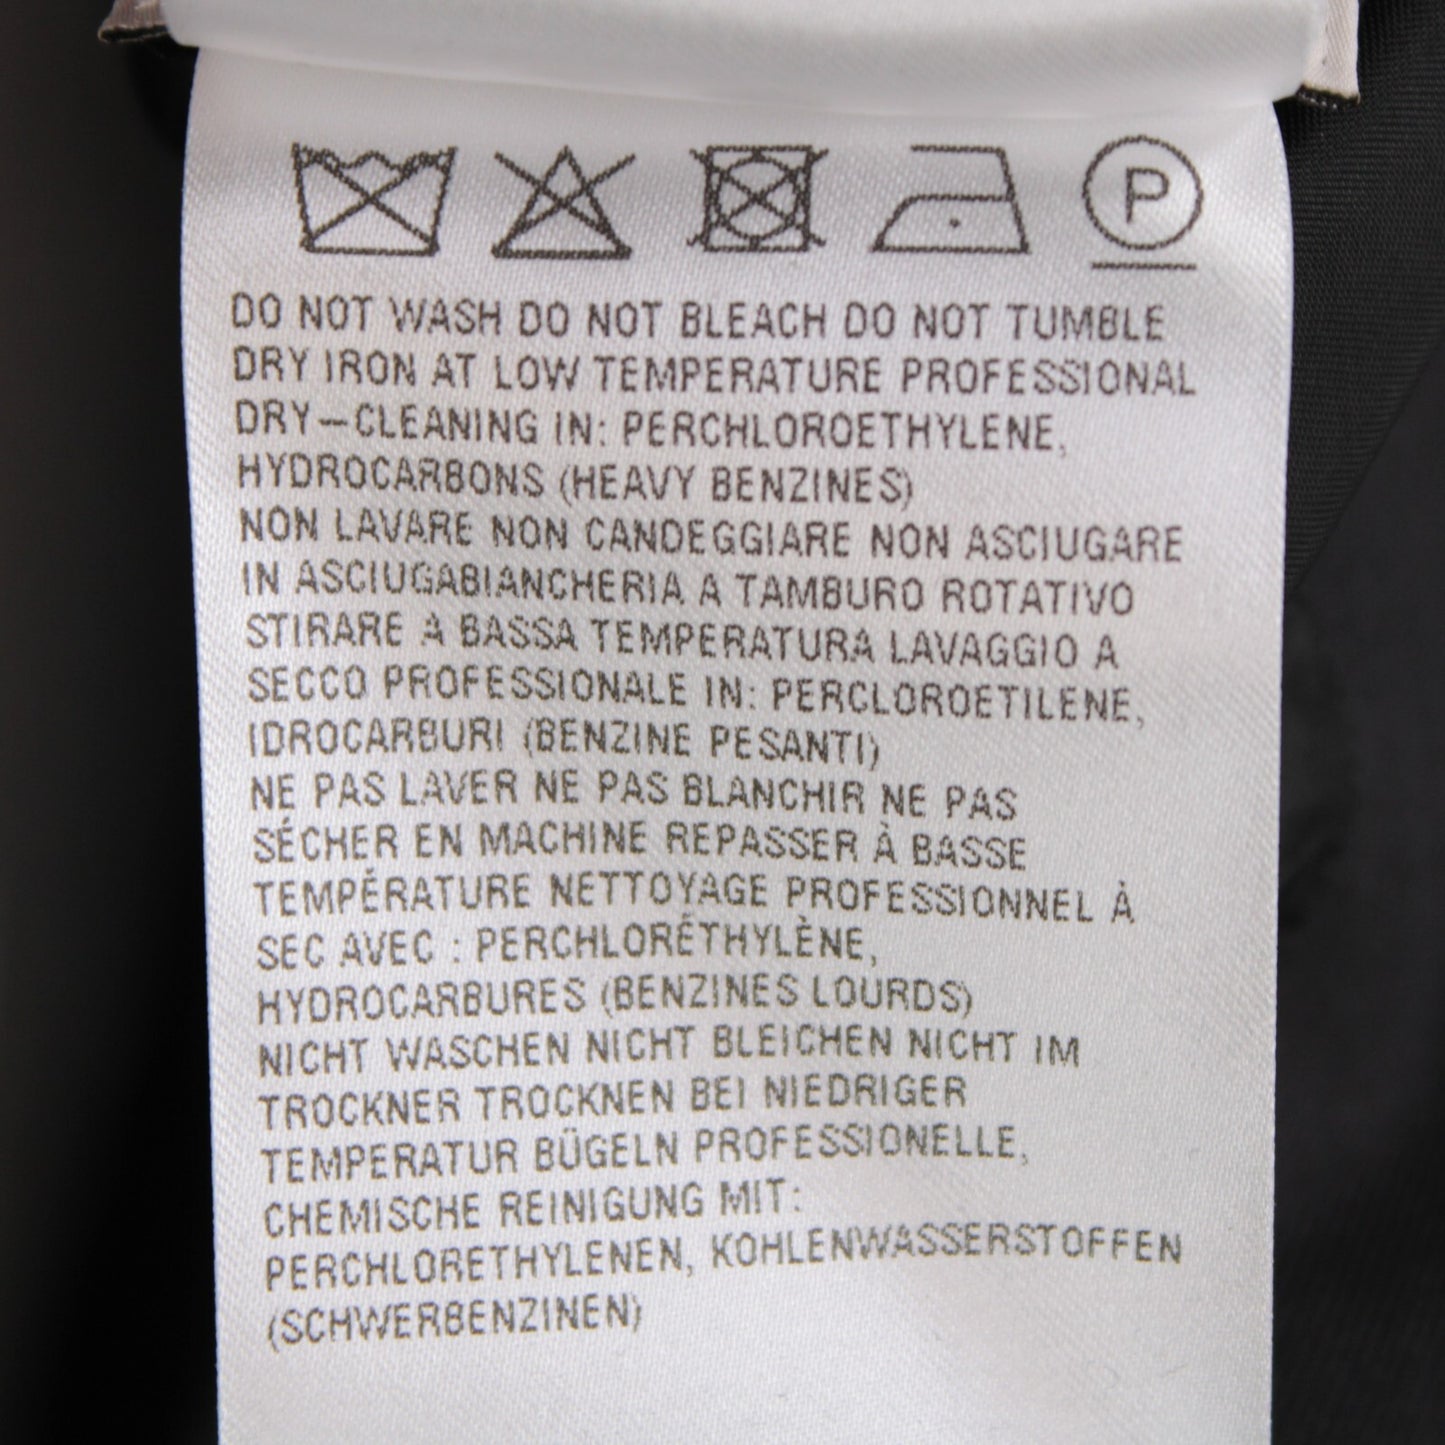 P
DO NOT WASH DO NOT BLEACH DO NOT TUMBLE
DRY IRON AT LOW TEMPERATURE PROFESSIONAL
DRY-CLEANING IN: PERCHLOROETHYLENE,
HYDROCARBONS (HEAVY BENZINES)
NON LAVARE NON CANDEGGIARE NON ASCIUGARE
IN ASCIUGABIANCHERIA A TAMBURO ROTATIVO
STIRARE A BASSA TEMPERATURA LAVAGGIO A
SECCO PROFESSIONALE IN: PERCLOROETILENE,
IDROCARBURI (BENZINE PESANTI)
NE PAS LAVER NE PAS BLANCHIR NE PAS
SÉCHER EN MACHINE REPASSER À BASSE
TEMPÉRATURE NETTOYAGE PROFESSIONNEL À
SEC AVEC : PERCHLORÉTHYLÈNE,
HYDROCARBURES (BENZINES LOURDS)
NICHT WASCHEN NICHT BLEICHEN NICHT IM
TROCKNER TROCKNEN BEI NIEDRIGER
TEMPERATUR BÜGELN PROFESSIONELLE,
CHEMISCHE REINIGUNG MIT:
PERCHLORETHYLENEN, KOHLENWASSERSTOFFEN
(SCHWERBENZINEN)